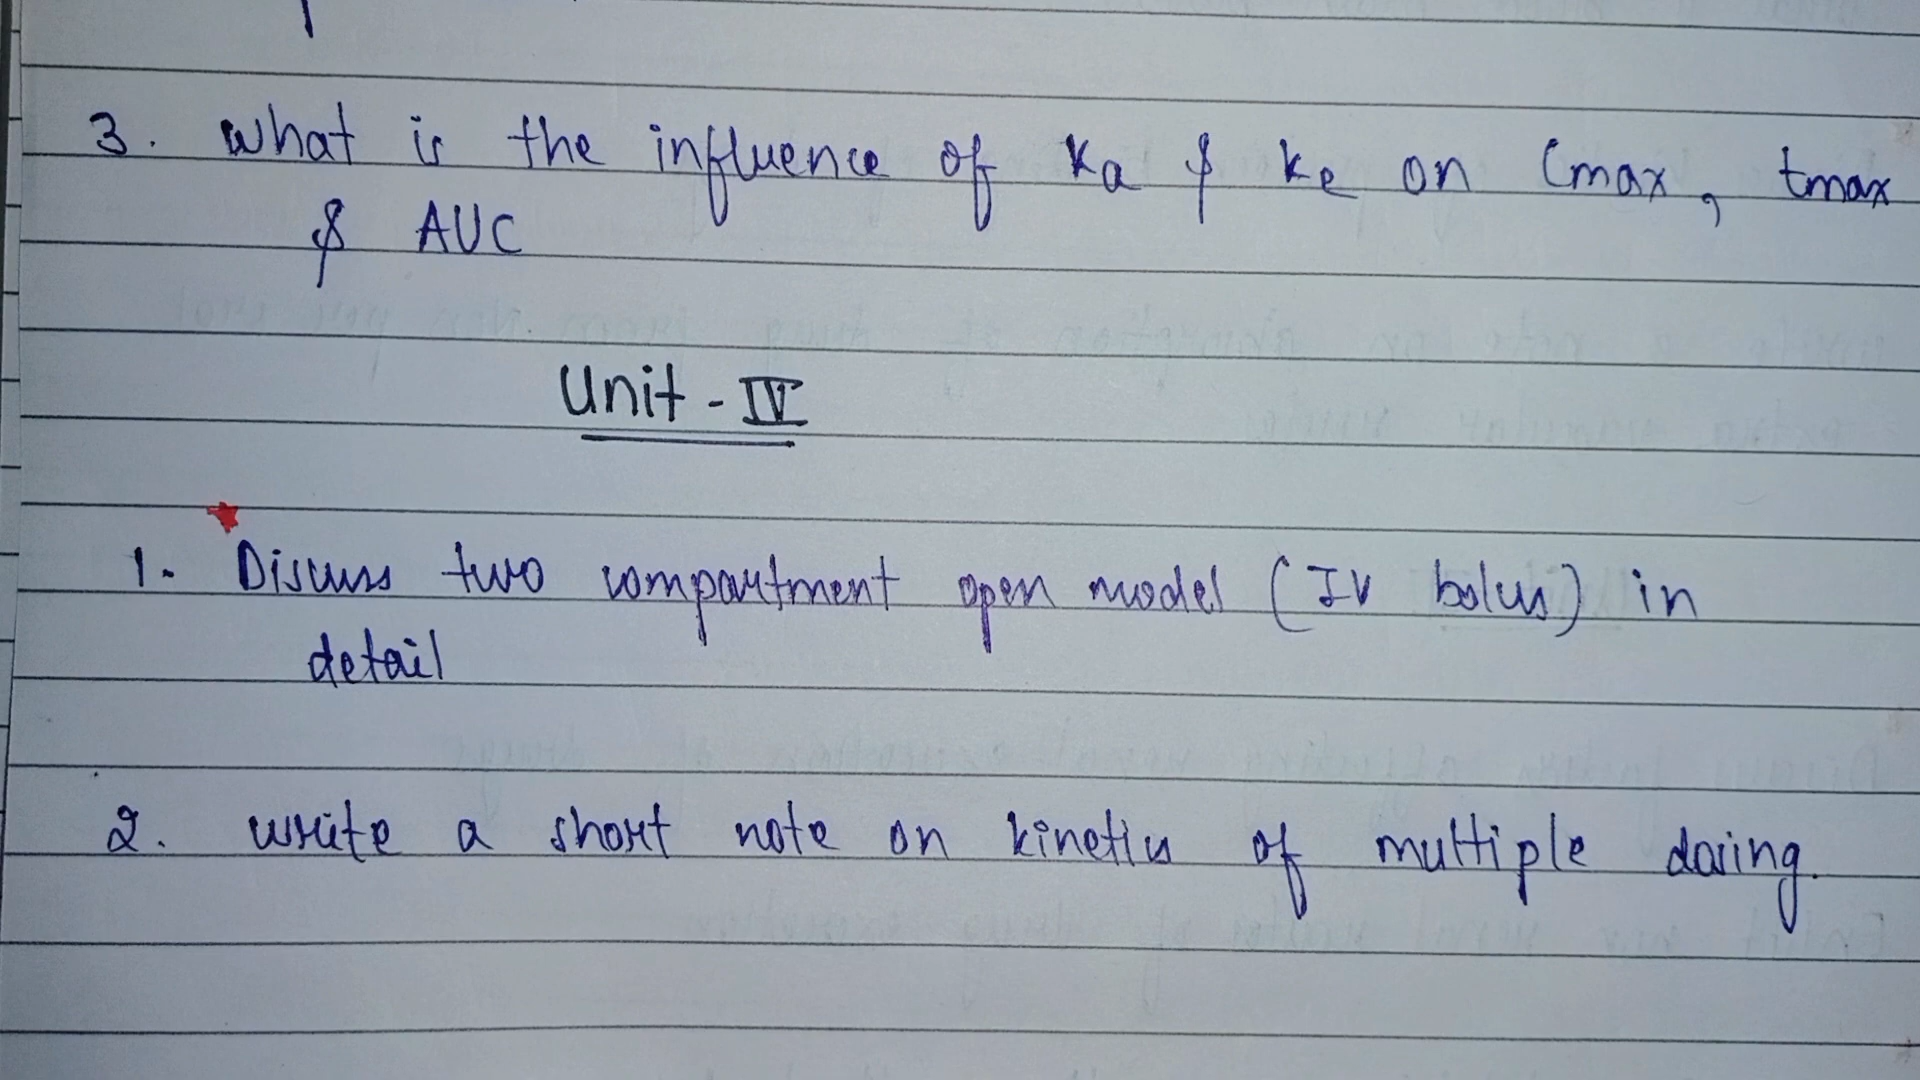 3. What is the influence of Ka & Ke on Cmax, tmax
& AUC
Unit - IV
1. Discuss two compartment open model (IV bolus) in
detail
2. write a short note on kinetics of multiple dosing.